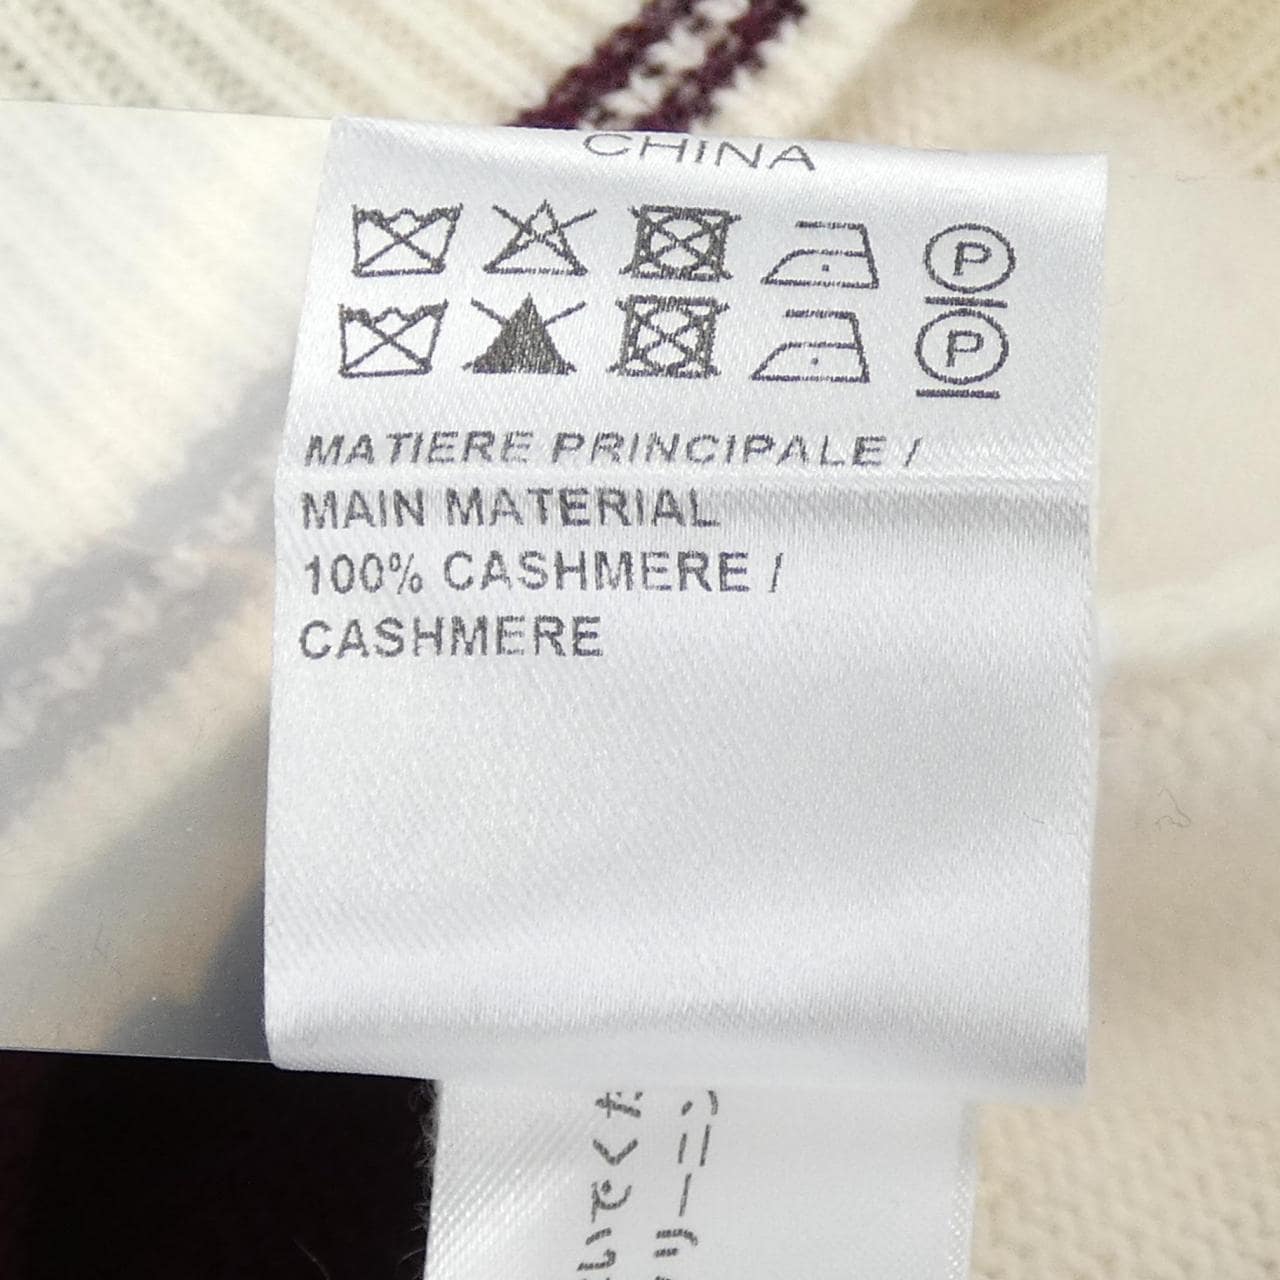 CHINA
P
P
MATIERE PRINCIPALE /
MAIN MATERIAL
100% CASHMERE /
CASHMERE